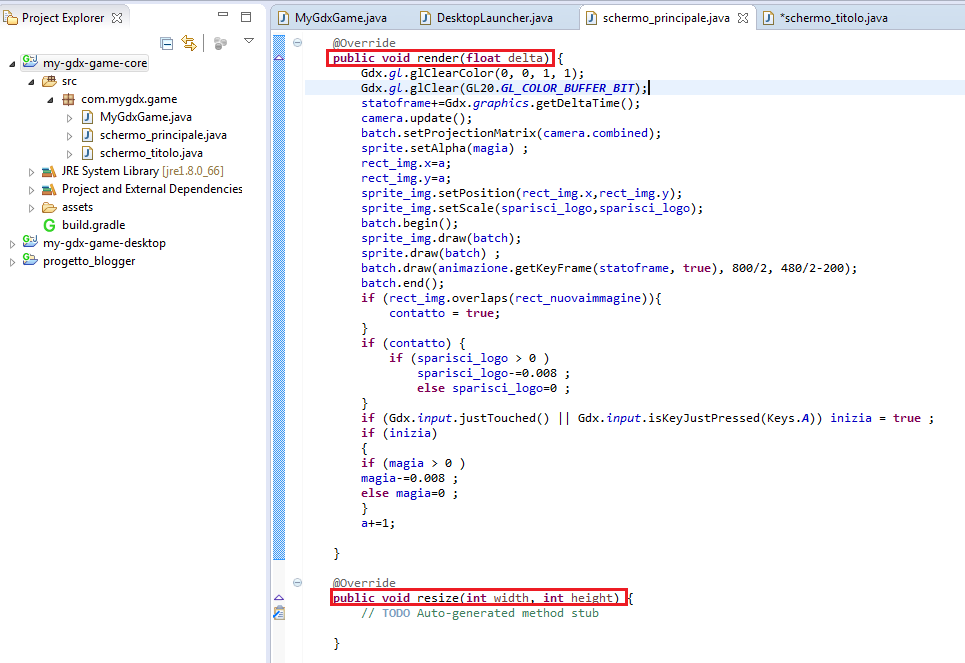 Project Explorer
my-gdx-game-core
src
com.mygdx.game
MyGdxGame.java
schermo_principale.java
schermo_titolo.java
JRE System Library [jre1.8.0_66]
Project and External Dependencies
assets
build.gradle
my-gdx-game-desktop
progetto_blogger
MyGdxGame.java DesktopLauncher.java schermo_principale.java *schermo_titolo.java
@Override
public void render(float delta) {
Gdx.gl.glClearColor(0, 0, 1, 1);
Gdx.gl.glClear(GL20.GL_COLOR_BUFFER_BIT);
statoframe+=Gdx.graphics.getDeltaTime();
camera.update();
batch.setProjectionMatrix(camera.combined);
sprite.setAlpha(magia) ;
rect_img.x=a;
rect_img.y=a;
sprite_img.setPosition(rect_img.x,rect_img.y);
sprite_img.setScale(sparisci_logo,sparisci_logo);
batch.begin();
sprite_img.draw(batch);
sprite.draw(batch) ;
batch.draw(animazione.getKeyFrame(statoframe, true), 800/2, 480/2-200);
batch.end();
if (rect_img.overlaps(rect_nuovaimmagine)){
contatto = true;
}
if (contatto) {
if (sparisci_logo > 0 )
sparisci_logo-=0.008 ;
else sparisci_logo=0 ;
}
if (Gdx.input.justTouched() || Gdx.input.isKeyJustPressed(Keys.A)) inizia = true ;
if (inizia)
{
if (magia > 0 )
magia-=0.008 ;
else magia=0 ;
}
a+=1;
}
@Override
public void resize(int width, int height) {
// TODO Auto-generated method stub
}